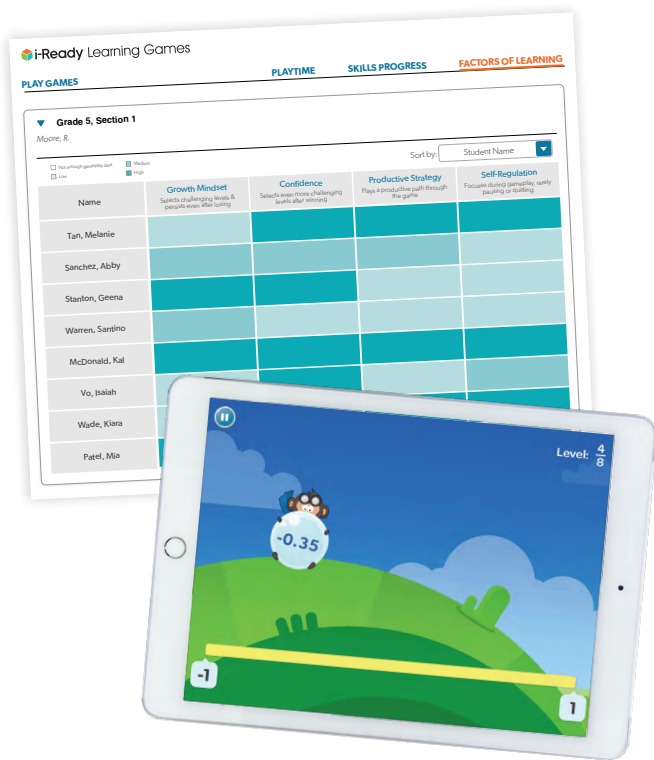 i-Ready Learning Games
PLAY GAMES
PLAYTIME
SKILLS PROGRESS
FACTORS OF LEARNING
Grade 5, Section 1
Moore, R.
Not enough gameplay data
Medium
Low
High
Sort by:
Student Name
Name
Growth Mindset
Selects challenging levels &
persists even after losing
Confidence
Selects even more challenging
levels after winning
Productive Strategy
Plays a productive path through
the game
Self-Regulation
Focuses during gameplay, rarely
pausing or quitting
Tan, Melanie
Sanchez, Abby
Stanton, Geena
Warren, Santino
McDonald, Kal
Vo, Isaiah
Wade, Kiara
Patel, Mia
Level: 4/8
-0.35
-1
1